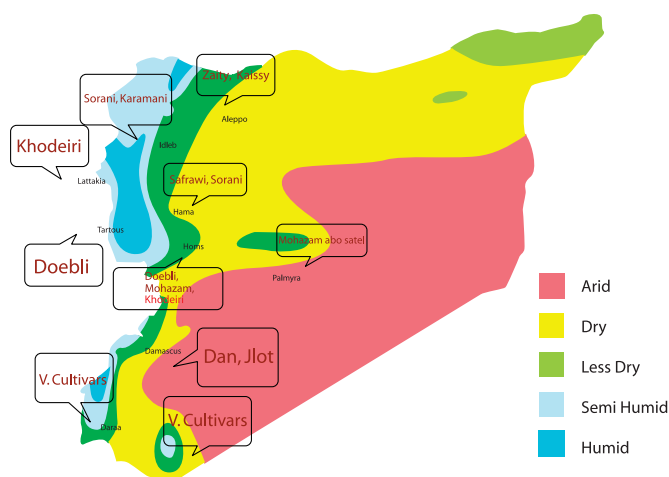 Zaity, Kaissy
Sorani, Karamani
Aleppo
Khodeiri
Idleb
Lattakia
Safrawi, Sorani
Hama
Tartous
Homs
Mohazam abo satel
Doebli
Doebli,
Mohazam,
Khodeiri
Palmyra
Arid
Dry
Damascus
Dan, Jlot
Less Dry
V. Cultivars
Semi Humid
V. Cultivars
Daraa
Humid